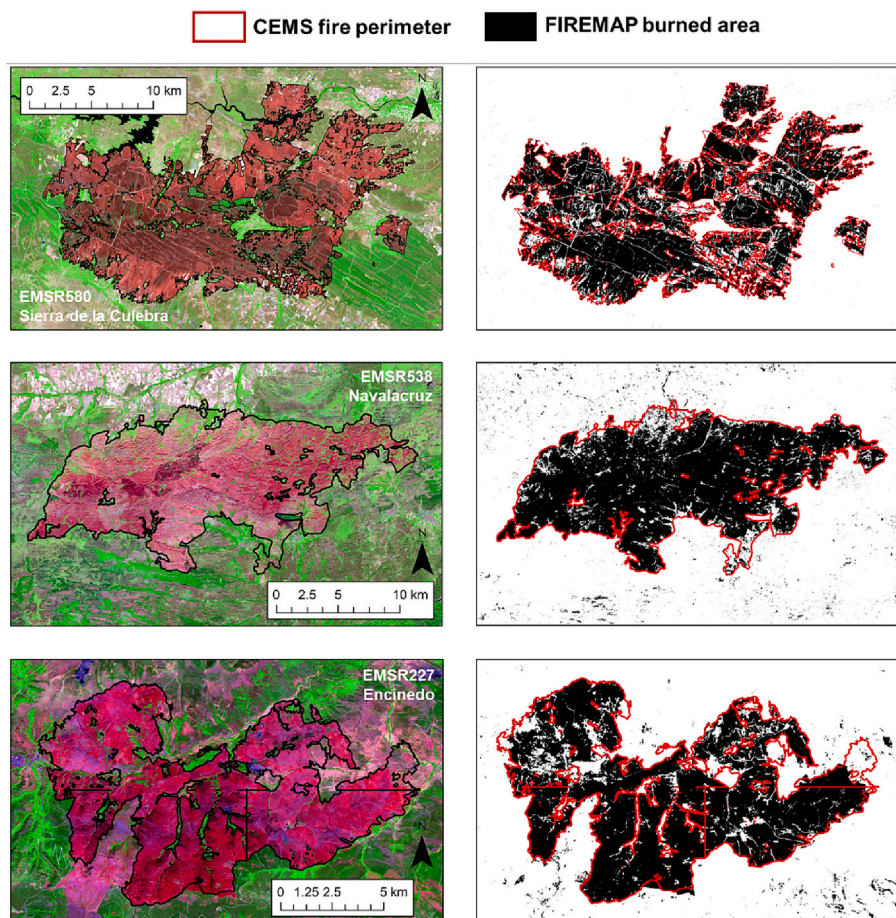 CEMS fire perimeter
FIREMAP burned area
N
0 2.5 5 10 km
EMSR580
Sierra de la Culebra
EMSR538
Navalacruz
N
0 2.5 5 10 km
EMSR227
Encinedo
N
0 1.25 2.5 5 km